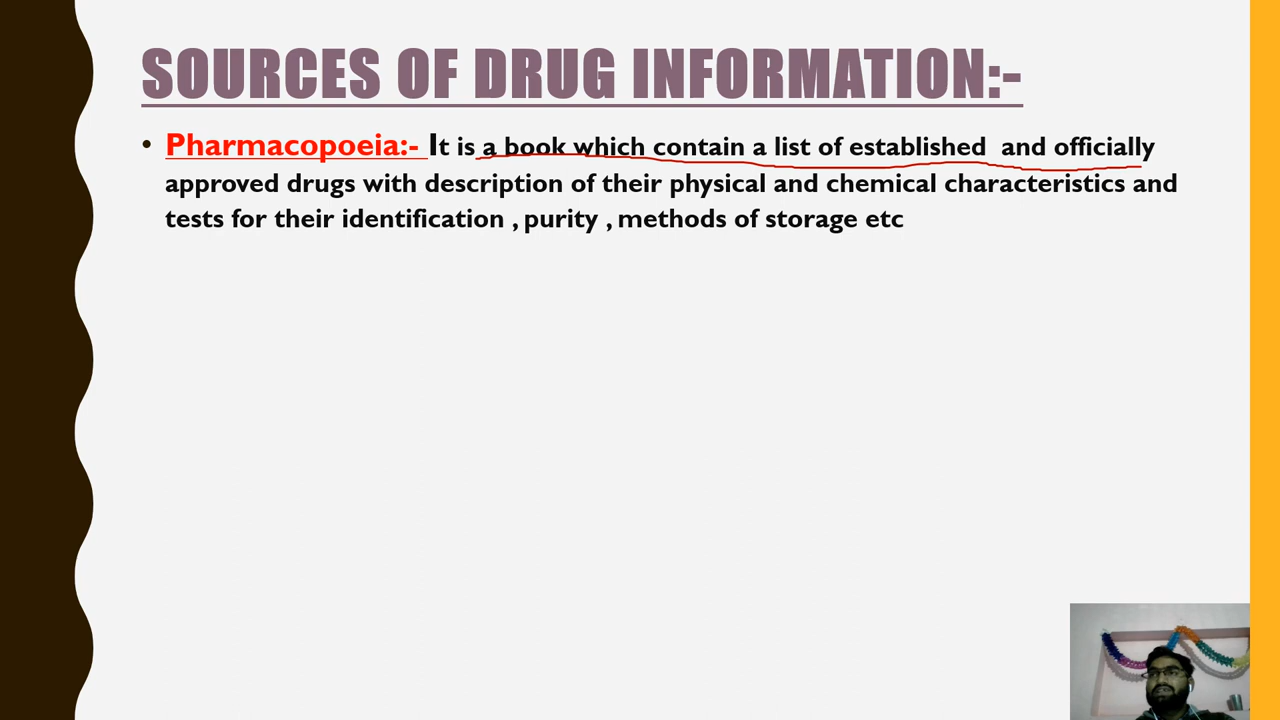 SOURCES OF DRUG INFORMATION:-
• Pharmacopoeia:- It is a book which contain a list of established and officially
approved drugs with description of their physical and chemical characteristics and
tests for their identification , purity , methods of storage etc